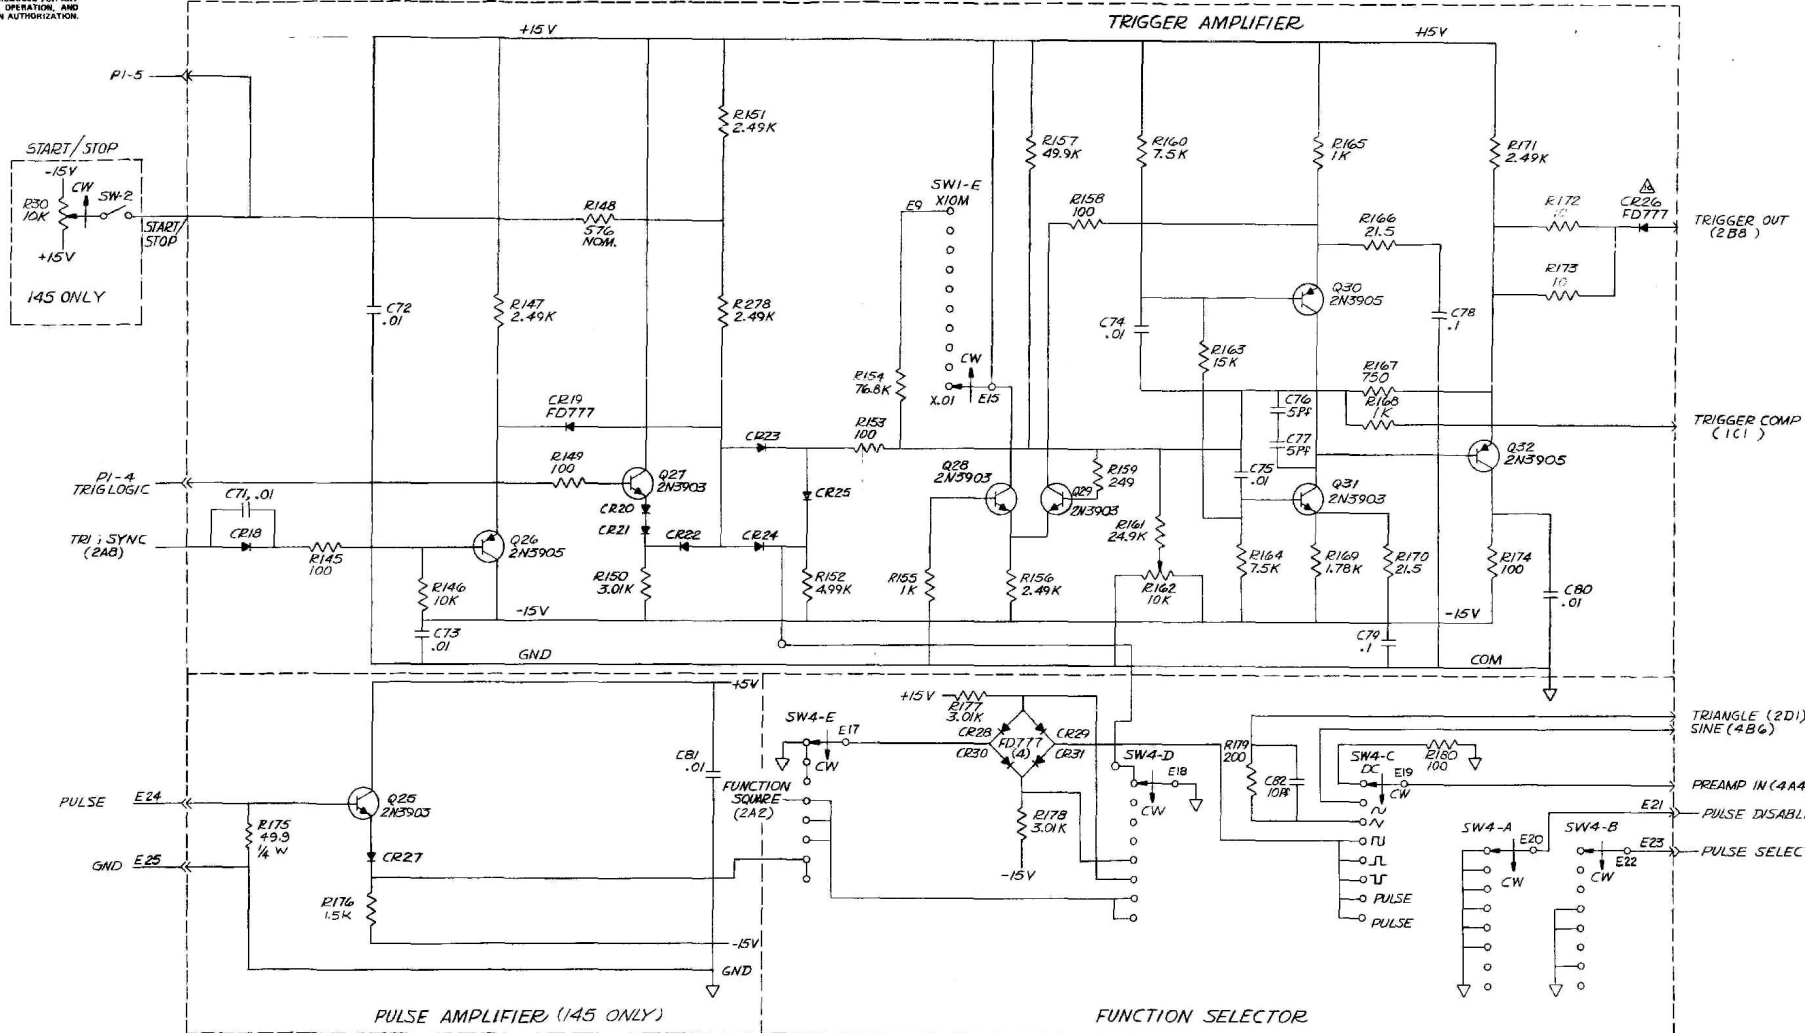 OPERATION, AND
N AUTHORIZATION.
TRIGGER AMPLIFIER
+15V
+15V
P1-5
START/STOP
-15V
CW
SW-2
R30
10K
+15V
145 ONLY
START/
STOP
R151
2.49K
R148
576
NOM.
C72
.01
R147
2.49K
R278
2.49K
CR19
FD777
CR23
R153
100
R154
76.8K
E9
SW1-E
X10M
CW
X.01
E15
R157
49.9K
R158
100
R160
7.5K
R165
1K
R166
21.5
R171
2.49K
R172
10
CR26
FD777
TRIGGER OUT
(2B8)
R173
10
Q30
2N3905
C74
.01
R163
15K
C78
.1
R167
750
R168
1K
C76
5Pf
C77
5Pf
TRIGGER COMP
(1C1)
P1-4
TRIG LOGIC
C71, .01
CR18
TRI; SYNC
(2A8)
R145
100
R149
100
Q27
2N3903
CR20
CR21
CR22
CR24
CR25
Q26
2N3905
R146
10K
R150
3.01K
R152
4.99K
C73
.01
Q28
2N3903
Q29
2N3903
R159
249
R161
24.9K
R162
10K
R155
1K
R156
2.49K
C75
.01
Q31
2N3903
Q32
2N3905
R164
7.5K
R169
1.78K
R170
21.5
R174
100
C80
.01
C79
.1
-15V
-15V
GND
COM
+5V
C81
.01
PULSE E24
Q25
2N3903
R175
49.9
1/4 W
GND E25
CR27
R176
1.5K
-15V
GND
PULSE AMPLIFIER (145 ONLY)
SW4-E
E17
CW
FUNCTION
SQUARE
(2A2)
+15V
R177
3.01K
CR28
CR29
FD777
(4)
CR30
CR31
R178
3.01K
-15V
SW4-D
E18
CW
R179
200
C82
10Pf
SW4-C
DC
E19
CW
R180
100
PULSE
PULSE
SW4-A
E20
CW
SW4-B
E22
CW
TRIANGLE (2D1)
SINE (4B6)
PREAMP IN (4A4
E21
PULSE DISABL
E23
PULSE SELEC
FUNCTION SELECTOR